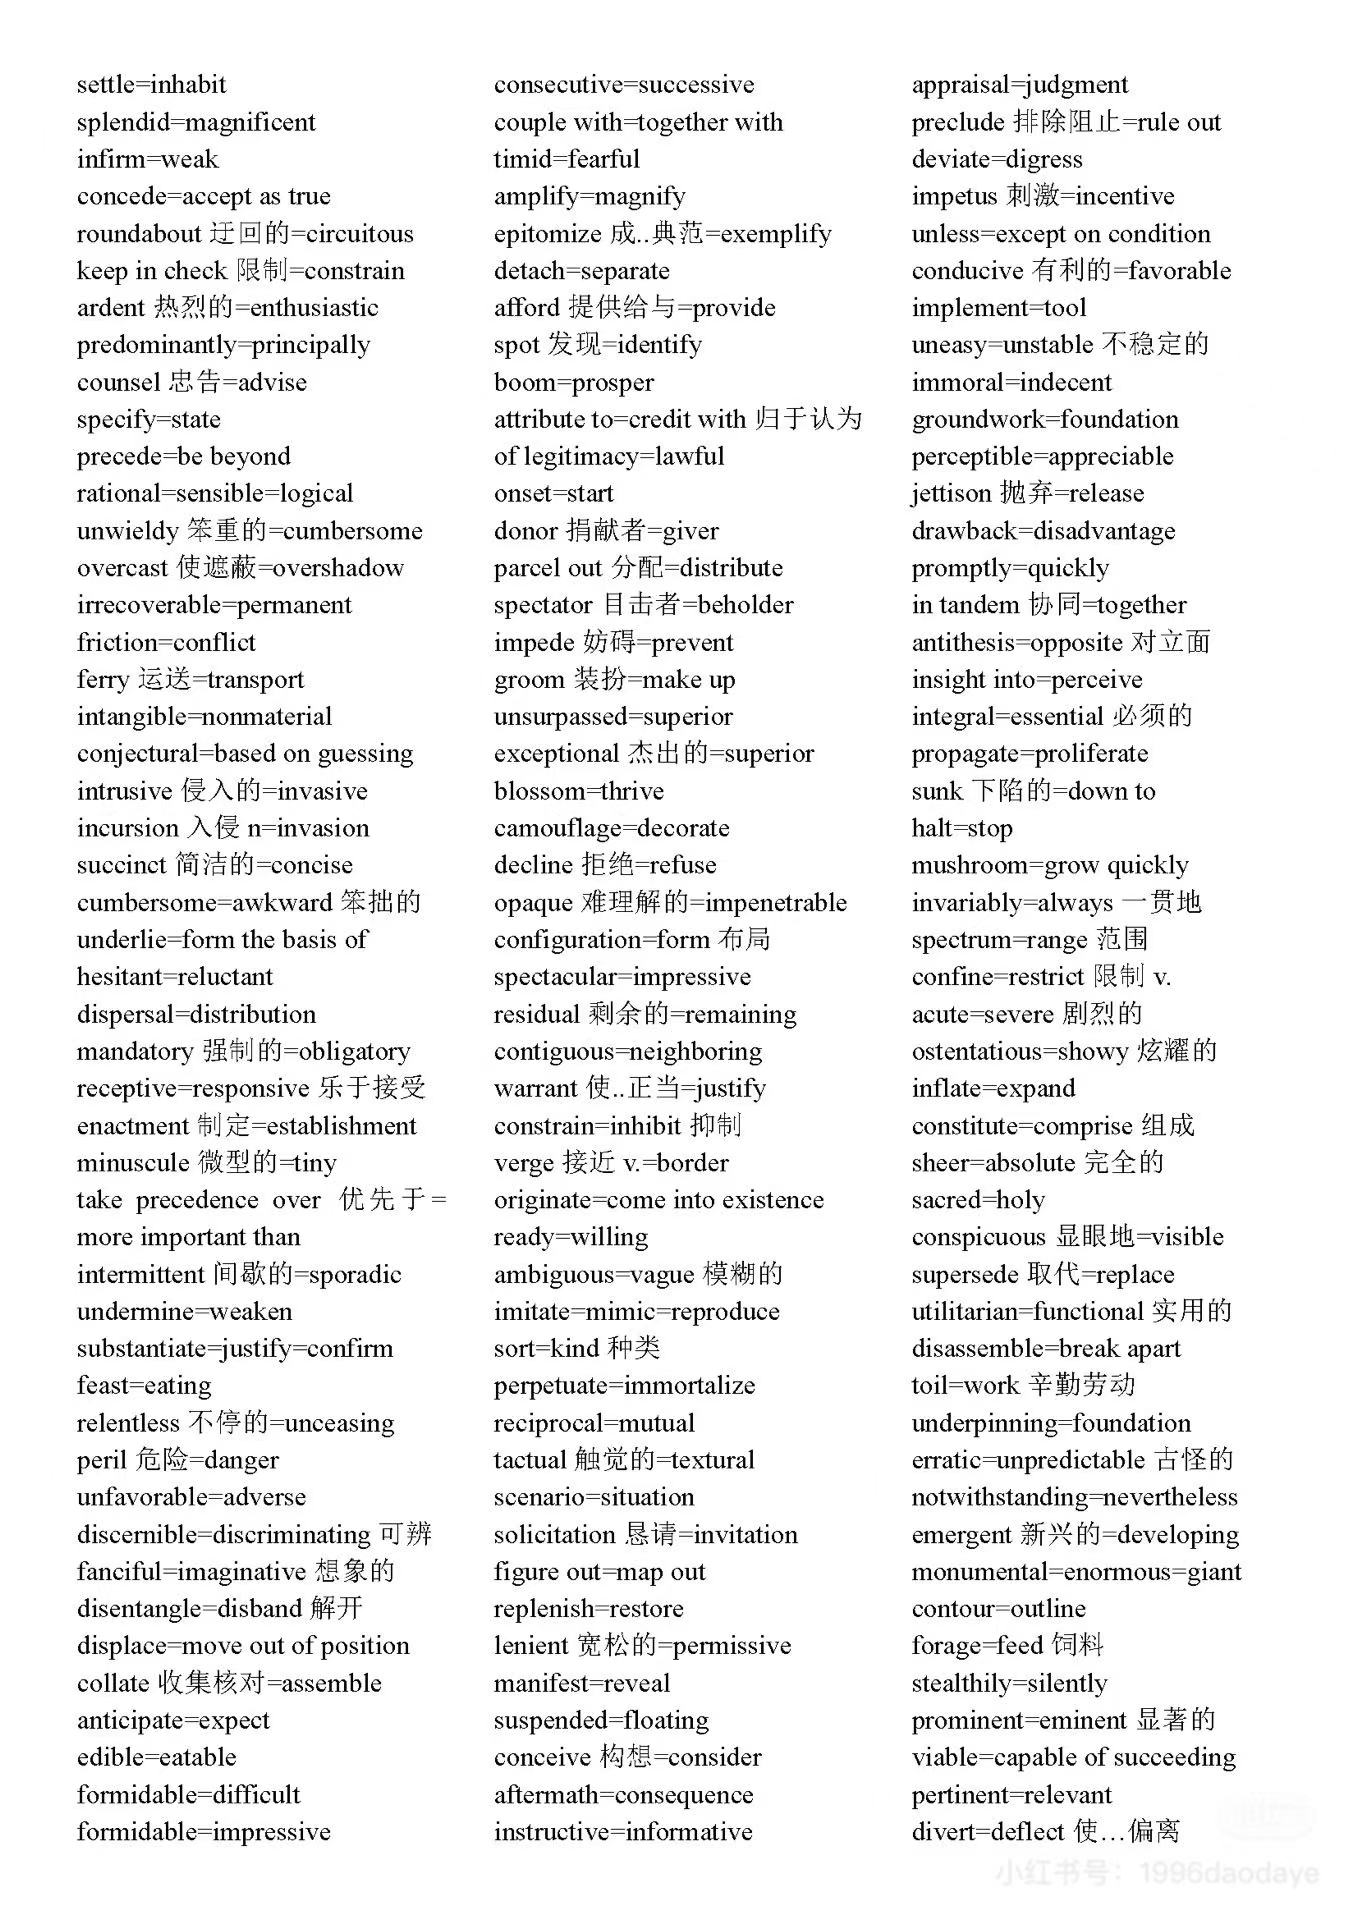 settle=inhabit
splendid=magnificent
infirm=weak
concede=accept as true
roundabout 迂回的=circuitous
keep in check 限制=constrain
ardent 热烈的=enthusiastic
predominantly=principally
counsel 忠告=advise
specify=state
precede=be beyond
rational=sensible=logical
unwieldy 笨重的=cumbersome
overcast 使遮蔽=overshadow
irrecoverable=permanent
friction=conflict
ferry 运送=transport
intangible=nonmaterial
conjectural=based on guessing
intrusive 侵入的=invasive
incursion 入侵 n=invasion
succinct 简洁的=concise
cumbersome=awkward 笨拙的
underlie=form the basis of
hesitant=reluctant
dispersal=distribution
mandatory 强制的=obligatory
receptive=responsive 乐于接受
enactment 制定=establishment
minuscule 微型的=tiny
take precedence over 优先于=
more important than
intermittent 间歇的=sporadic
undermine=weaken
substantiate=justify=confirm
feast=eating
relentless 不停的=unceasing
peril 危险=danger
unfavorable=adverse
discernible=discriminating 可辨
fanciful=imaginative 想象的
disentangle=disband 解开
displace=move out of position
collate 收集核对=assemble
anticipate=expect
edible=eatable
formidable=difficult
formidable=impressive
consecutive=successive
couple with=together with
timid=fearful
amplify=magnify
epitomize 成..典范=exemplify
detach=separate
afford 提供给与=provide
spot 发现=identify
boom=prosper
attribute to=credit with 归于认为
of legitimacy=lawful
onset=start
donor 捐献者=giver
parcel out 分配=distribute
spectator 目击者=beholder
impede 妨碍=prevent
groom 装扮=make up
unsurpassed=superior
exceptional 杰出的=superior
blossom=thrive
camouflage=decorate
decline 拒绝=refuse
opaque 难理解的=impenetrable
configuration=form 布局
spectacular=impressive
residual 剩余的=remaining
contiguous=neighboring
warrant 使..正当=justify
constrain=inhibit 抑制
verge 接近 v.=border
originate=come into existence
ready=willing
ambiguous=vague 模糊的
imitate=mimic=reproduce
sort=kind 种类
perpetuate=immortalize
reciprocal=mutual
tactual 触觉的=textural
scenario=situation
solicitation 恳请=invitation
figure out=map out
replenish=restore
lenient 宽松的=permissive
manifest=reveal
suspended=floating
conceive 构想=consider
aftermath=consequence
instructive=informative
appraisal=judgment
preclude 排除阻止=rule out
deviate=digress
impetus 刺激=incentive
unless=except on condition
conducive 有利的=favorable
implement=tool
uneasy=unstable 不稳定的
immoral=indecent
groundwork=foundation
perceptible=appreciable
jettison 抛弃=release
drawback=disadvantage
promptly=quickly
in tandem 协同=together
antithesis=opposite 对立面
insight into=perceive
integral=essential 必须的
propagate=proliferate
sunk 下陷的=down to
halt=stop
mushroom=grow quickly
invariably=always 一贯地
spectrum=range 范围
confine=restrict 限制 v.
acute=severe 剧烈的
ostentatious=showy 炫耀的
inflate=expand
constitute=comprise 组成
sheer=absolute 完全的
sacred=holy
conspicuous 显眼地=visible
supersede 取代=replace
utilitarian=functional 实用的
disassemble=break apart
toil=work 辛勤劳动
underpinning=foundation
erratic=unpredictable 古怪的
notwithstanding=nevertheless
emergent 新兴的=developing
monumental=enormous=giant
contour=outline
forage=feed 饲料
stealthily=silently
prominent=eminent 显著的
viable=capable of succeeding
pertinent=relevant
divert=deflect 使…偏离
小红书号：1996daodaye